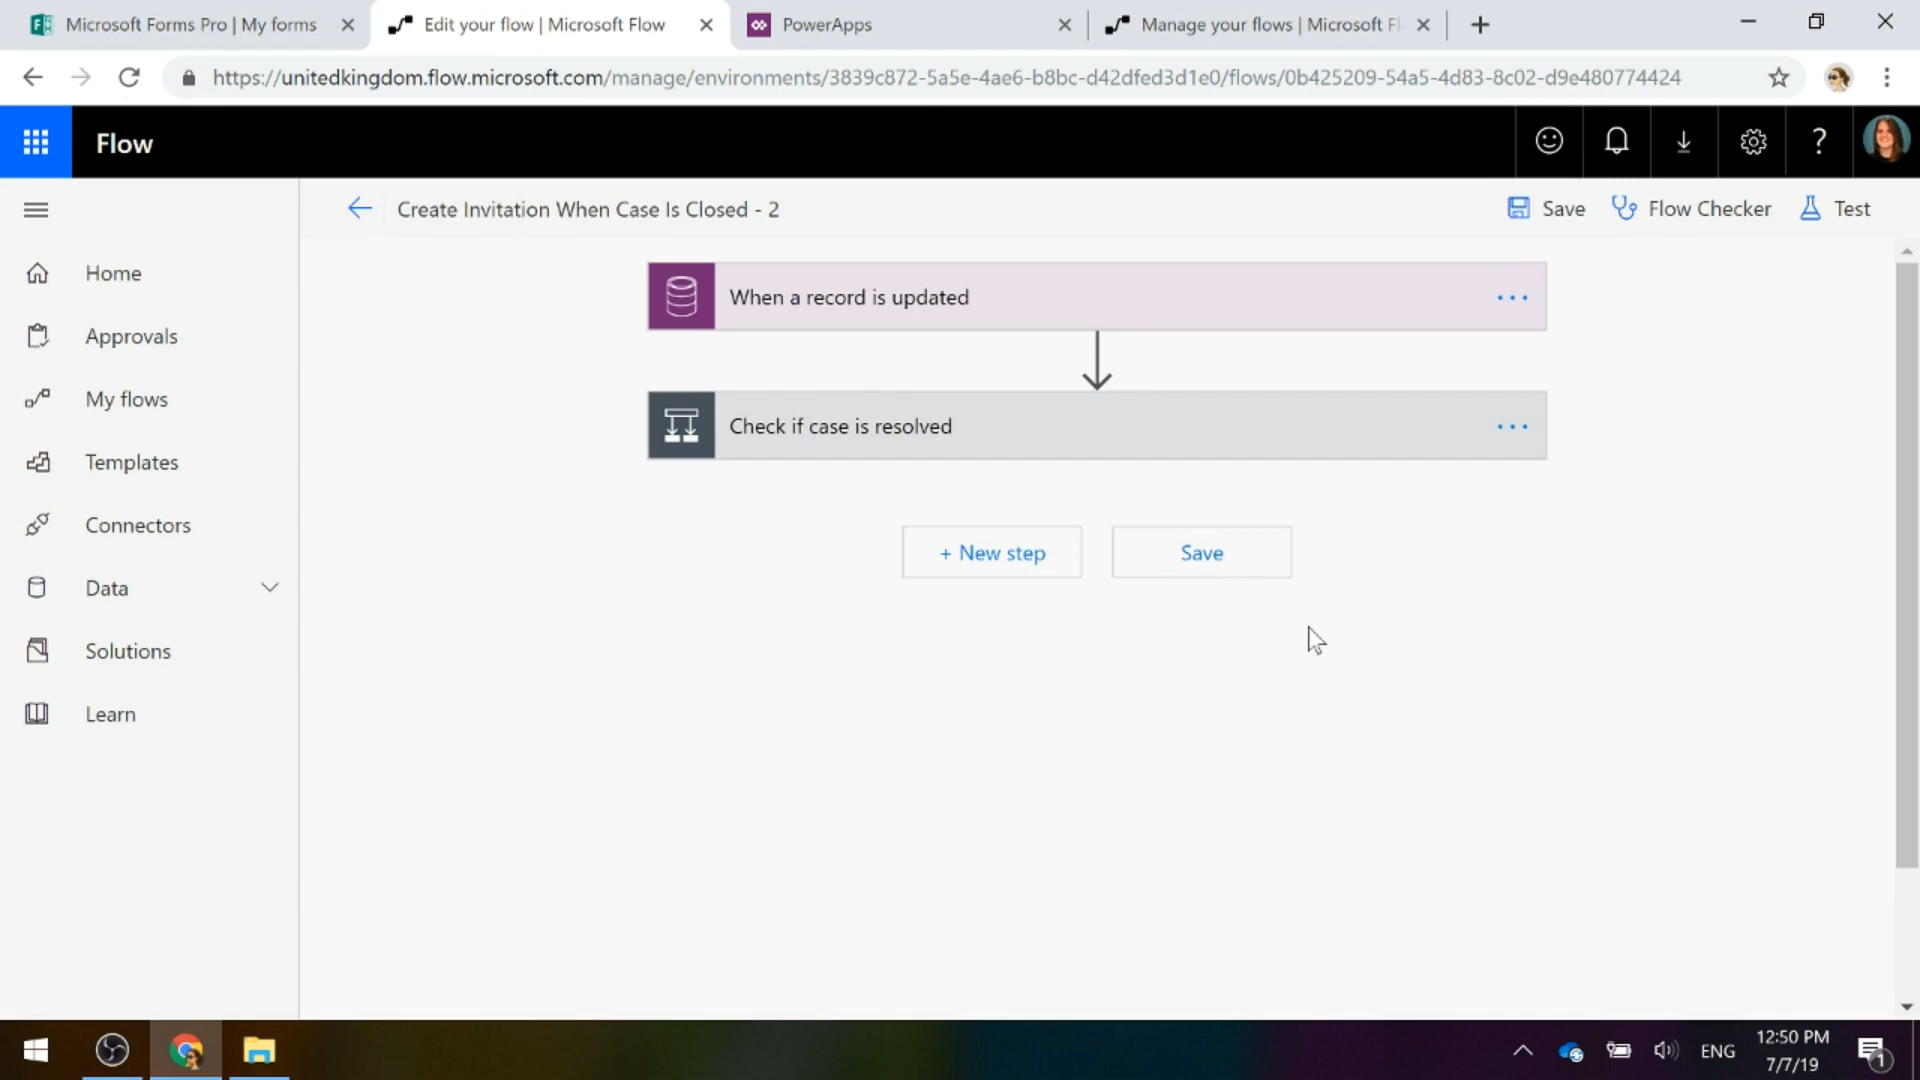 Microsoft Forms Pro | My forms
Edit your flow | Microsoft Flow
PowerApps
Manage your flows | Microsoft Fl
https://unitedkingdom.flow.microsoft.com/manage/environments/3839c872-5a5e-4ae6-b8bc-d42dfed3d1e0/flows/0b425209-54a5-4d83-8c02-d9e480774424
Flow
?
Create Invitation When Case Is Closed - 2
Save
Flow Checker
Test
Home
Approvals
My flows
Templates
Connectors
Data
Solutions
Learn
When a record is updated
Check if case is resolved
+ New step
Save
ENG
12:50 PM
7/7/19
1